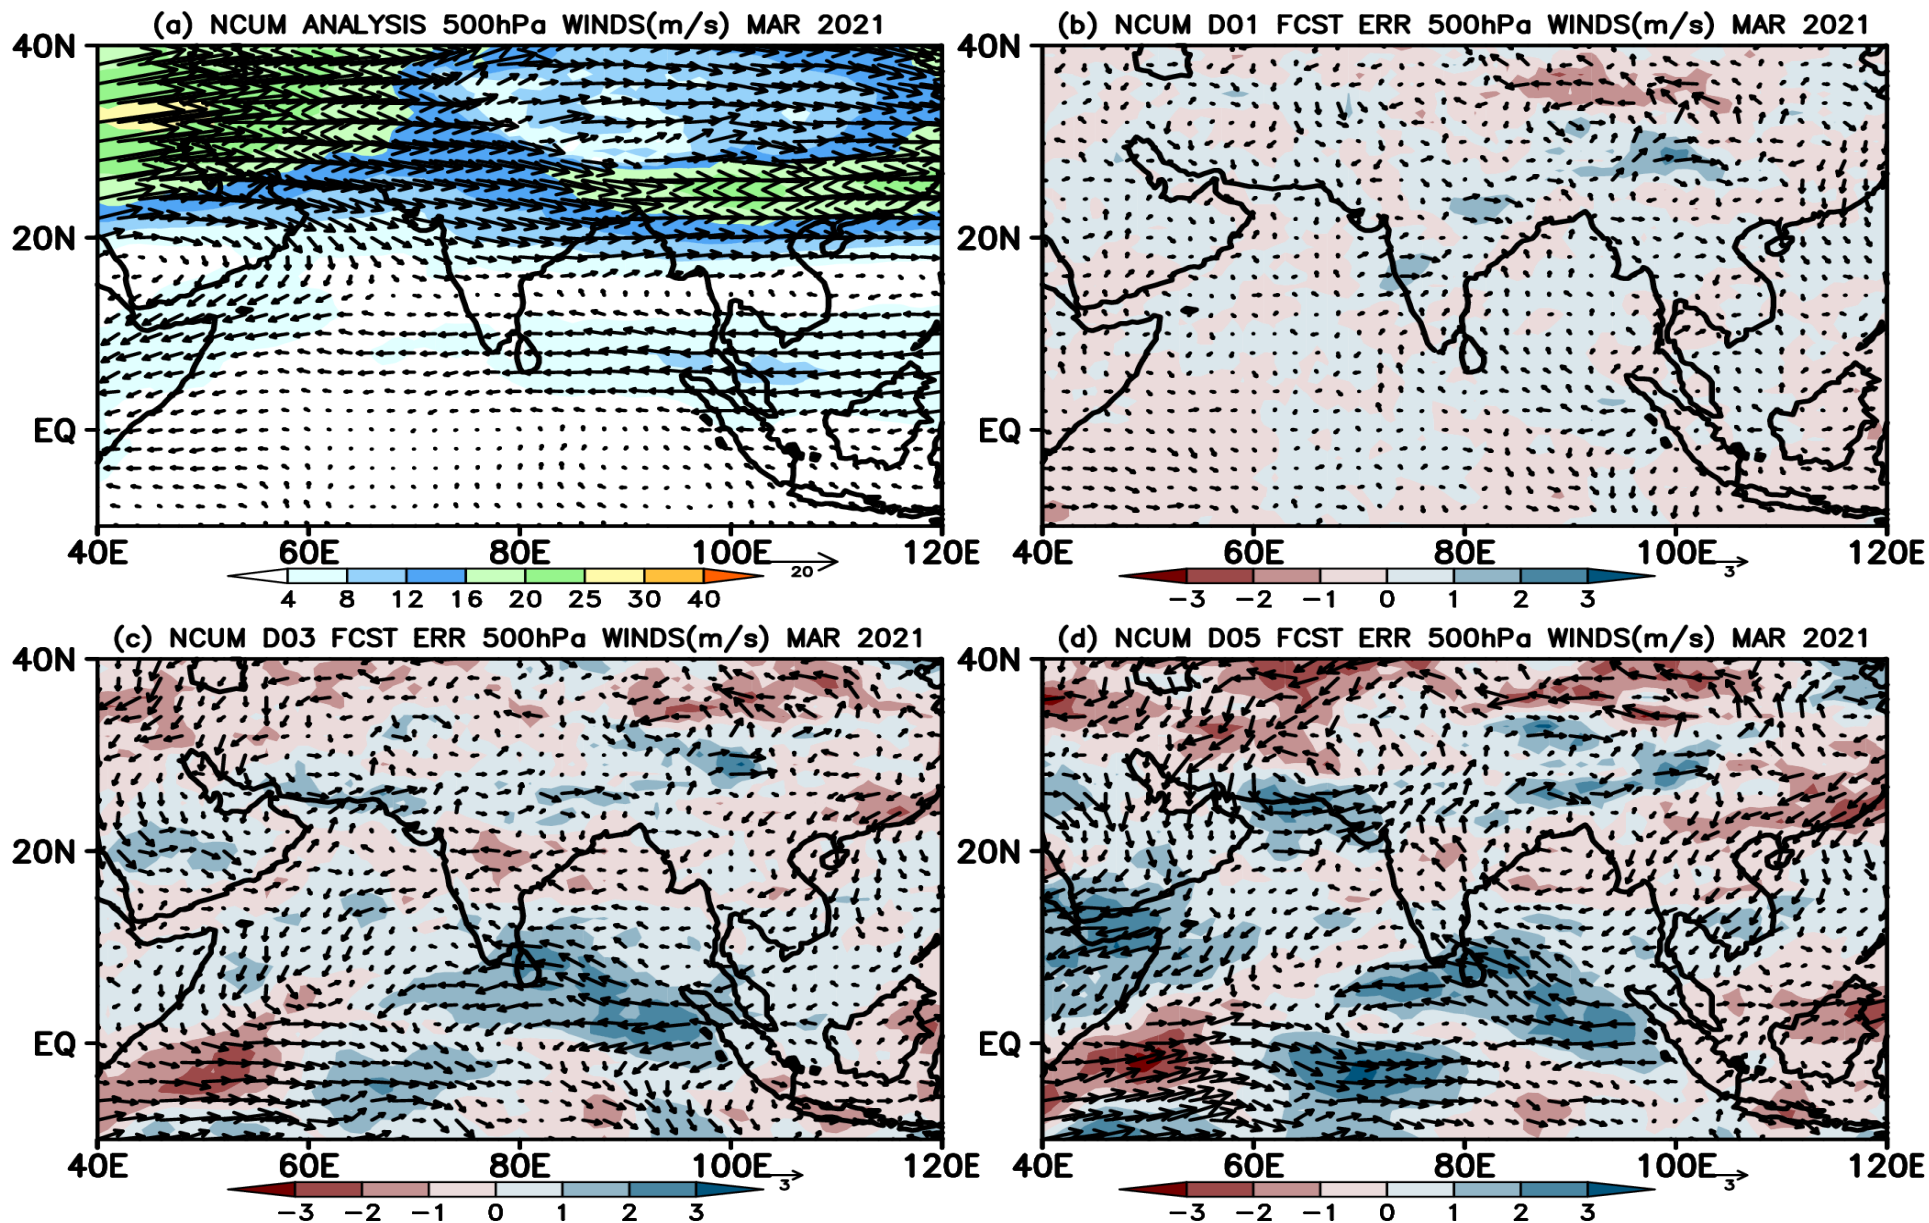 (a) NCUM ANALYSIS 500hPa WINDS(m/s) MAR 2021
40N
20N
EQ
40E 60E 80E 100E 120E
20
4 8 12 16 20 25 30 40
(b) NCUM D01 FCST ERR 500hPa WINDS(m/s) MAR 2021
40N
20N
EQ
40E 60E 80E 100E 120E
3
−3 −2 −1 0 1 2 3
(c) NCUM D03 FCST ERR 500hPa WINDS(m/s) MAR 2021
40N
20N
EQ
40E 60E 80E 100E 120E
3
−3 −2 −1 0 1 2 3
(d) NCUM D05 FCST ERR 500hPa WINDS(m/s) MAR 2021
40N
20N
EQ
40E 60E 80E 100E 120E
3
−3 −2 −1 0 1 2 3